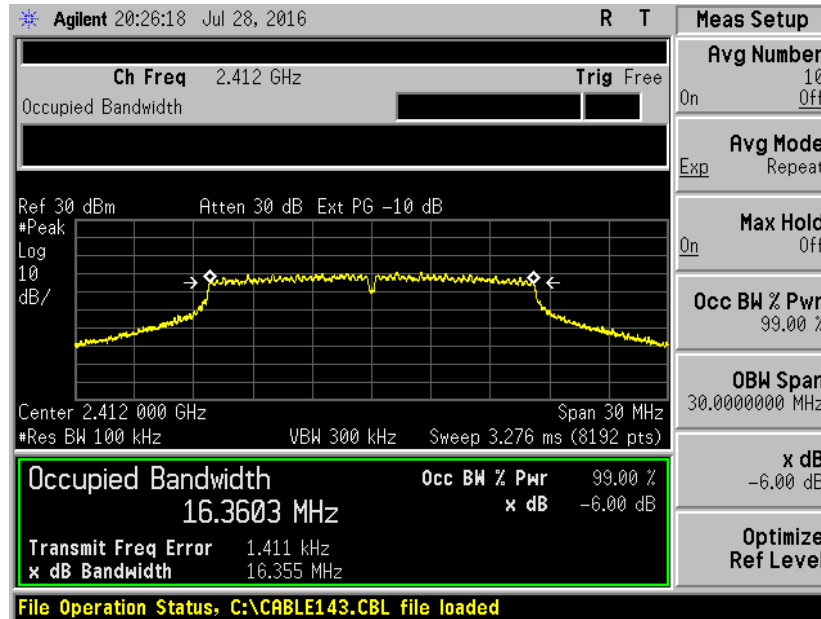 Agilent 20:26:18 Jul 28, 2016 R T
Meas Setup
Ch Freq 2.412 GHz Trig Free
Occupied Bandwidth
Ref 30 dBm Atten 30 dB Ext PG -10 dB
#Peak
Log
10
dB/
Center 2.412 000 GHz Span 30 MHz
#Res BW 100 kHz VBW 300 kHz Sweep 3.276 ms (8192 pts)
Occupied Bandwidth Occ BW % Pwr 99.00 %
16.3603 MHz x dB -6.00 dB
Transmit Freq Error 1.411 kHz
x dB Bandwidth 16.355 MHz
File Operation Status, C:\CABLE143.CBL file loaded
Avg Number
10
On Off
Avg Mode
Exp Repeat
Max Hold
On Off
Occ BW % Pwr
99.00 %
OBW Span
30.0000000 MHz
x dB
-6.00 dB
Optimize
Ref Level